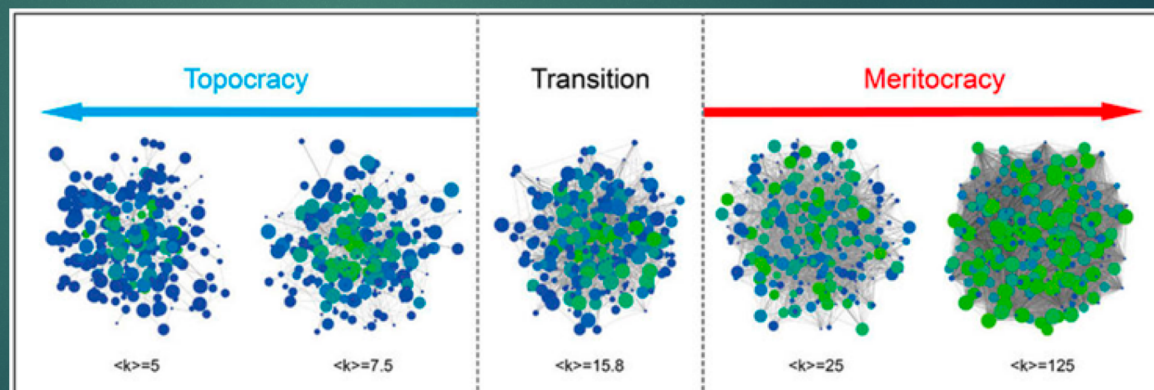 Topocracy
Transition
Meritocracy
<k>=5
<k>=7.5
<k>=15.8
<k>=25
<k>=125